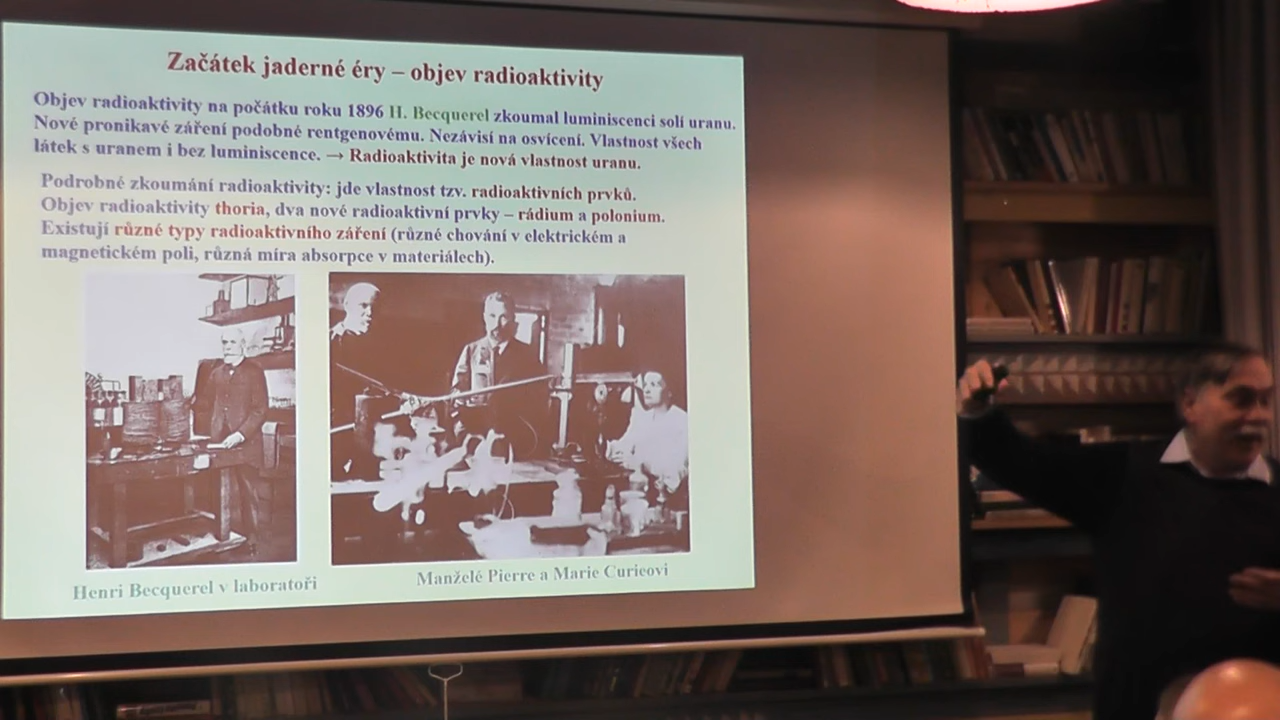 Začátek jaderné éry – objev radioaktivity
Objev radioaktivity na počátku roku 1896 H. Becquerel zkoumal luminiscenci solí uranu.
Nové pronikavé záření podobné rentgenovému. Nezávisí na osvícení. Vlastnost všech
látek s uranem i bez luminiscence. → Radioaktivita je nová vlastnost uranu.
Podrobné zkoumání radioaktivity: jde vlastnost tzv. radioaktivních prvků.
Objev radioaktivity thoria, dva nové radioaktivní prvky – rádium a polonium.
Existují různé typy radioaktivního záření (různé chování v elektrickém a
magnetickém poli, různá míra absorpce v materiálech).
Henri Becquerel v laboratoři
Manželé Pierre a Marie Curieovi